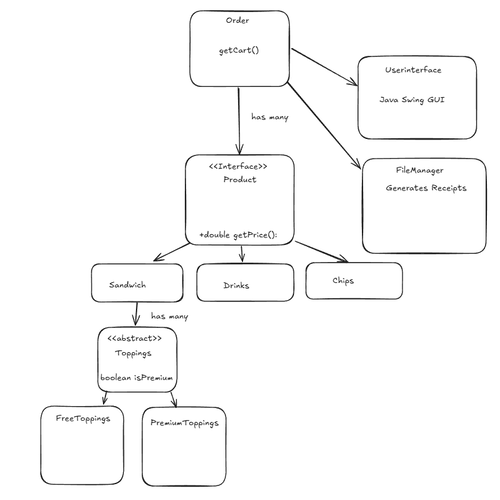 Order
getCart()
Userinterface
Java Swing GUI
has many
<<Interface>>
Product
+double getPrice():
FileManager
Generates Receipts
Sandwich
Drinks
Chips
has many
<<abstract>>
Toppings
boolean isPremium
FreeToppings
PremiumToppings